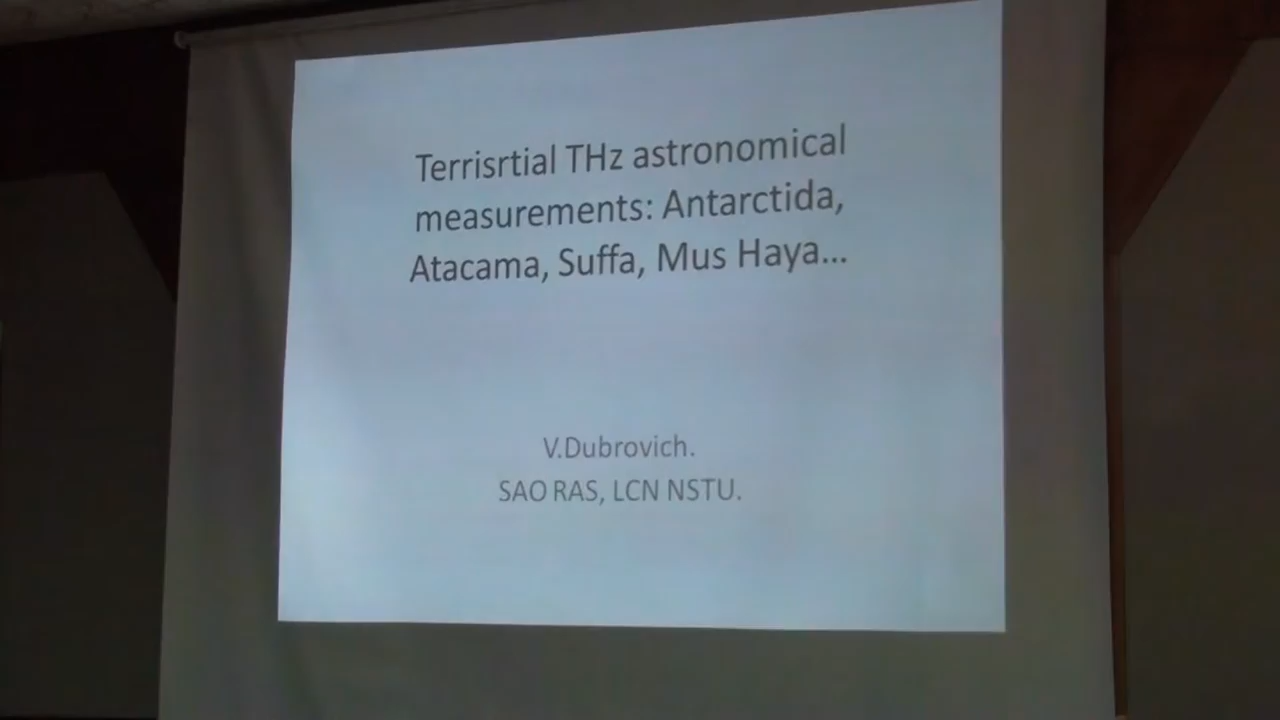 Terrisrtial THz astronomical
measurements: Antarctida,
Atacama, Suffa, Mus Haya...
V.Dubrovich.
SAO RAS, LCN NSTU.